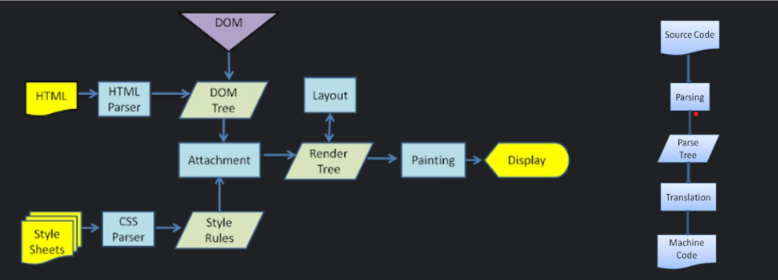 DOM
HTML
HTML
Parser
DOM
Tree
Layout
Attachment
Render
Tree
Painting
Display
Style
Sheets
CSS
Parser
Style
Rules
Source Code
Parsing
Parse
Tree
Translation
Machine
Code